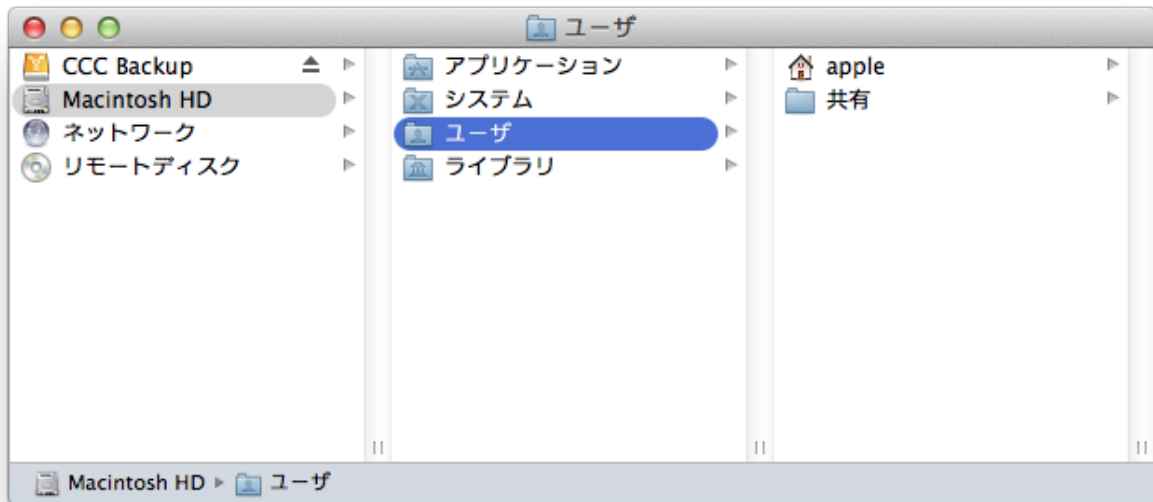 ユーザ
CCC Backup
Macintosh HD
ネットワーク
リモートディスク
アプリケーション
システム
ユーザ
ライブラリ
apple
共有
Macintosh HD ▸ ユーザ